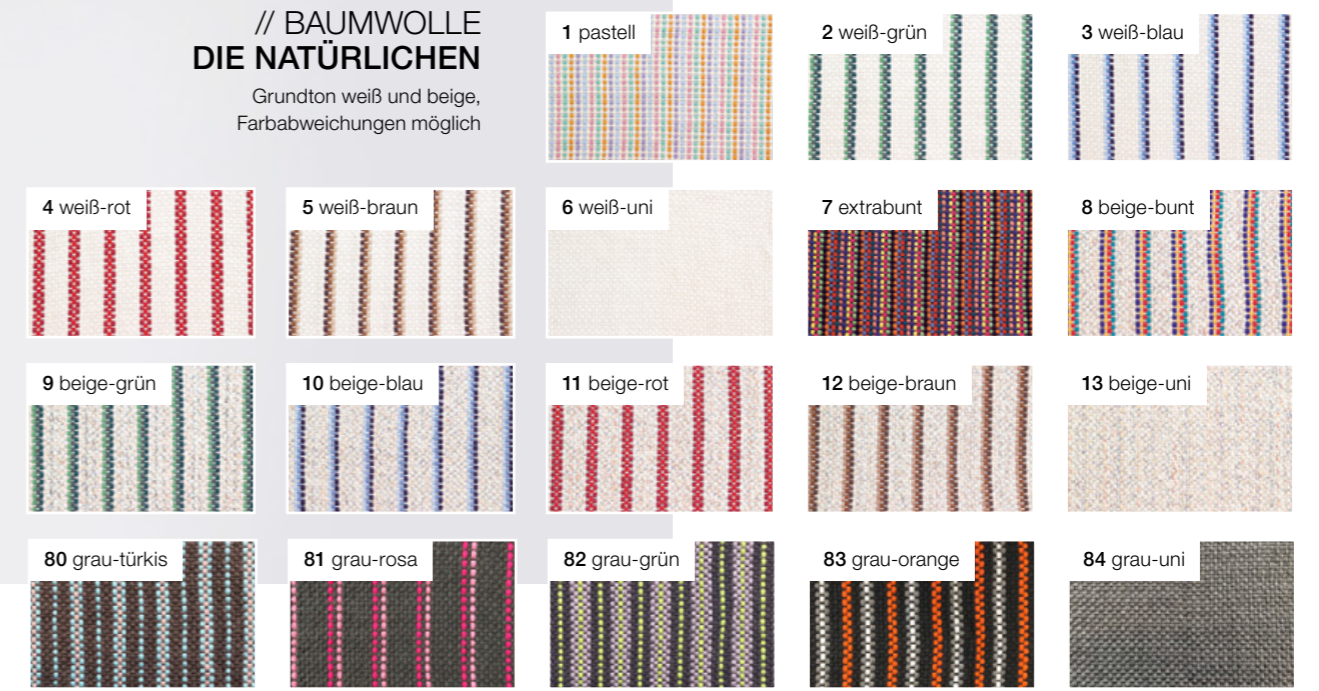 // BAUMWOLLE
DIE NATÜRLICHEN
Grundton weiß und beige,
Farbabweichungen möglich
1 pastell
2 weiß-grün
3 weiß-blau
4 weiß-rot
5 weiß-braun
6 weiß-uni
7 extrabunt
8 beige-bunt
9 beige-grün
10 beige-blau
11 beige-rot
12 beige-braun
13 beige-uni
80 grau-türkis
81 grau-rosa
82 grau-grün
83 grau-orange
84 grau-uni